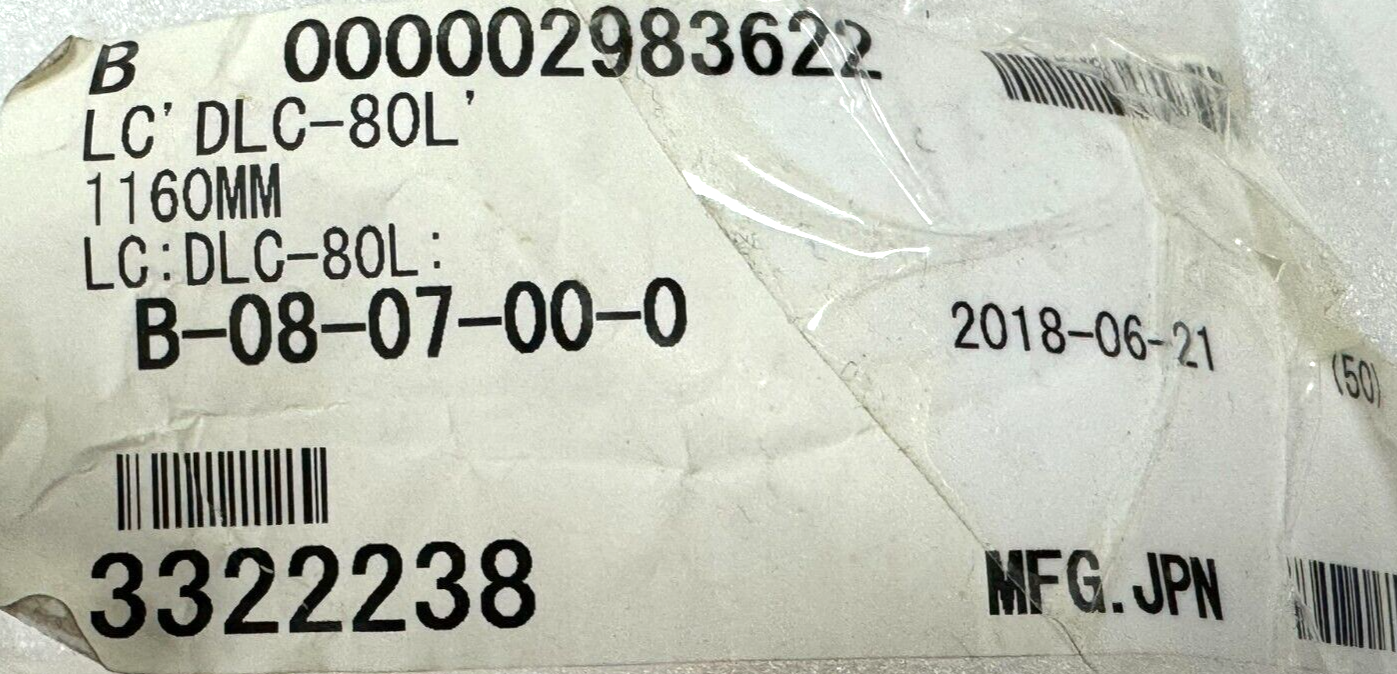 B 000002983622
LC' DLC-80L'
1160MM
LC:DLC-80L:
B-08-07-00-0
2018-06-21
(50)
3322238
MFG.JPN